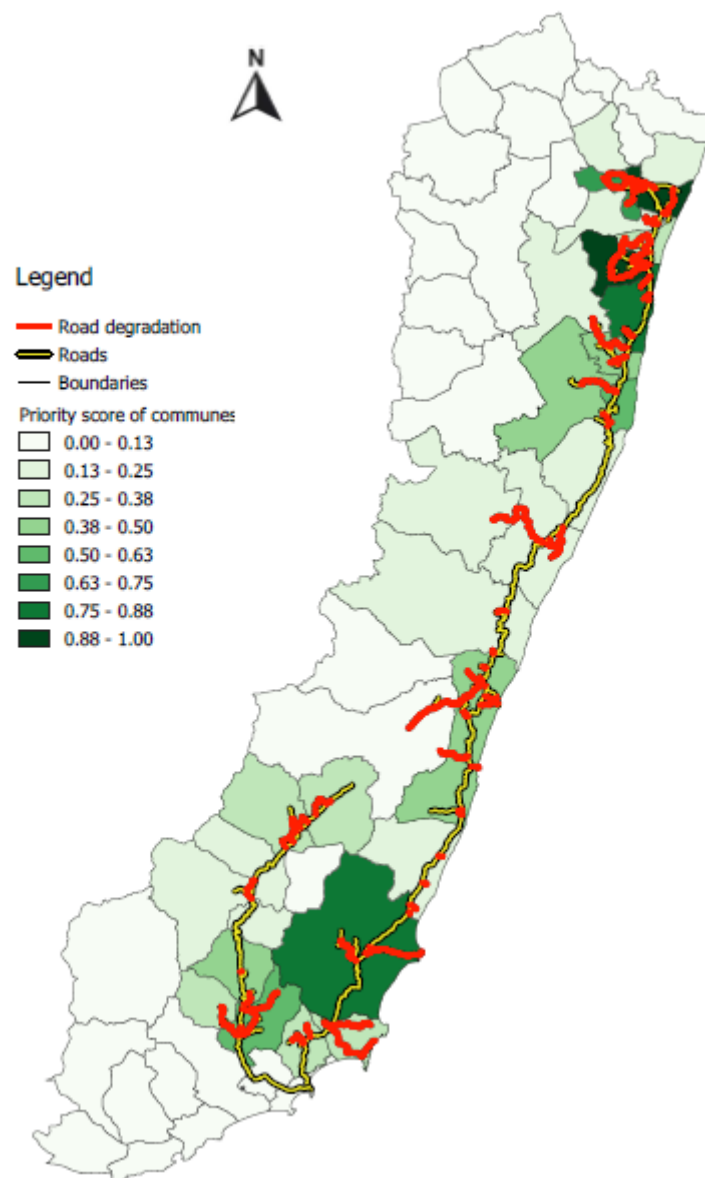 N
Legend
Road degradation
Roads
Boundaries
Priority score of communes
0.00 - 0.13
0.13 - 0.25
0.25 - 0.38
0.38 - 0.50
0.50 - 0.63
0.63 - 0.75
0.75 - 0.88
0.88 - 1.00